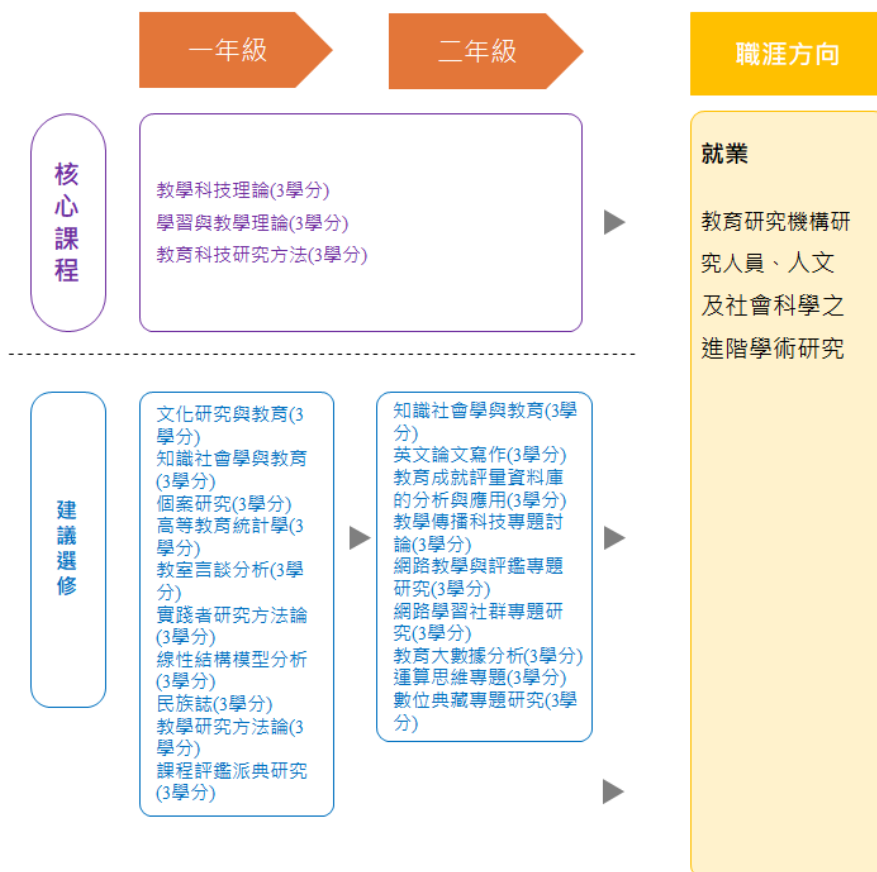 一年級
二年級
職涯方向
核心課程
教學科技理論(3學分)
學習與教學理論(3學分)
教育科技研究方法(3學分)
就業
教育研究機構研
究人員、人文
及社會科學之
進階學術研究
建議選修
文化研究與教育(3
學分)
知識社會學與教育
(3學分)
個案研究(3學分)
高等教育統計學(3
學分)
教室言談分析(3學
分)
實踐者研究方法論
(3學分)
線性結構模型分析
(3學分)
民族誌(3學分)
教學研究方法論(3
學分)
課程評鑑派典研究
(3學分)
知識社會學與教育(3學
分)
英文論文寫作(3學分)
教育成就評量資料庫
的分析與應用(3學分)
教學傳播科技專題討
論(3學分)
網路教學與評鑑專題
研究(3學分)
網路學習社群專題研
究(3學分)
教育大數據分析(3學分)
運算思維專題(3學分)
數位典藏專題研究(3學
分)